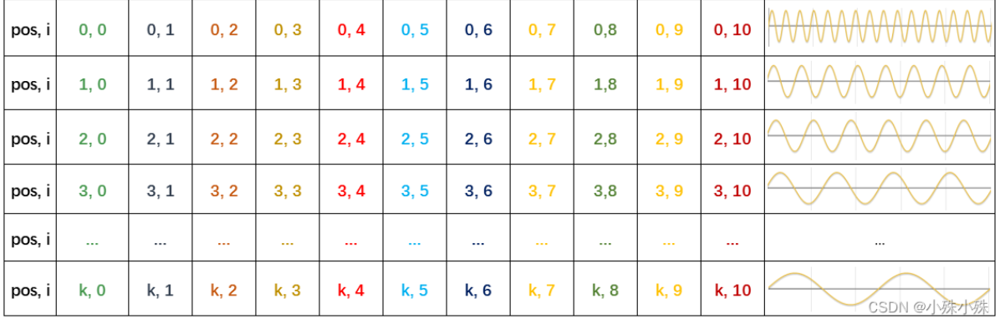 pos, i 0, 0 0, 1 0, 2 0, 3 0, 4 0, 5 0, 6 0, 7 0,8 0, 9 0, 10
pos, i 1, 0 1, 1 1, 2 1, 3 1, 4 1, 5 1, 6 1, 7 1,8 1, 9 1, 10
pos, i 2, 0 2, 1 2, 2 2, 3 2, 4 2, 5 2, 6 2, 7 2,8 2, 9 2, 10
pos, i 3, 0 3, 1 3, 2 3, 3 3, 4 3, 5 3, 6 3, 7 3,8 3, 9 3, 10
pos, i ... ... ... ... ... ... ... ... ... ... ... ...
pos, i k, 0 k, 1 k, 2 k, 3 k, 4 k, 5 k, 6 k, 7 k, 8 k, 9 k, 10
CSDN @小殊小殊